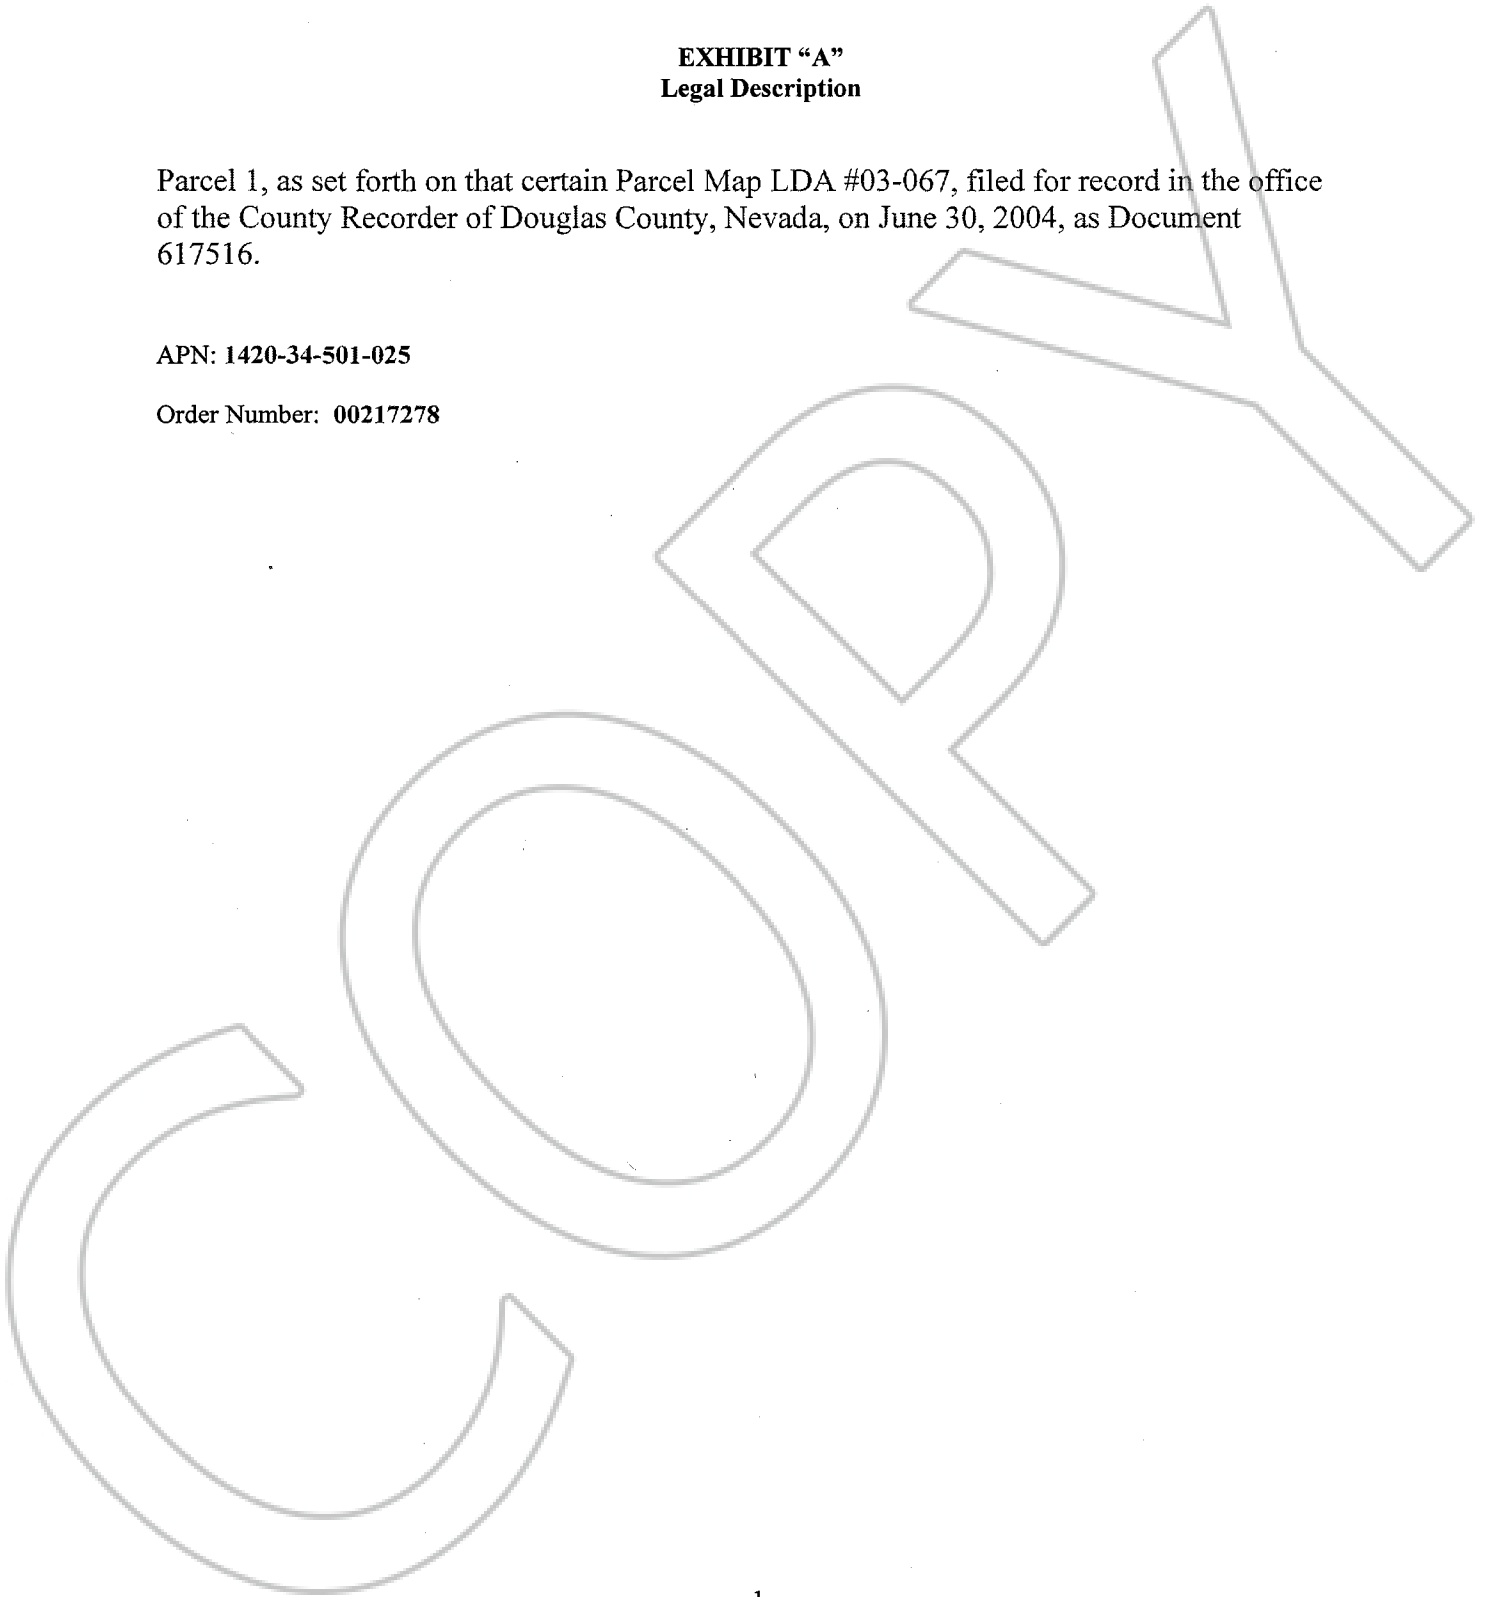 EXHIBIT “A”
Legal Description
Parcel 1, as set forth on that certain Parcel Map LDA #03-067, filed for record in the office
of the County Recorder of Douglas County, Nevada, on June 30, 2004, as Document
617516.
APN: 1420-34-501-025
Order Number: 00217278
COPY
1